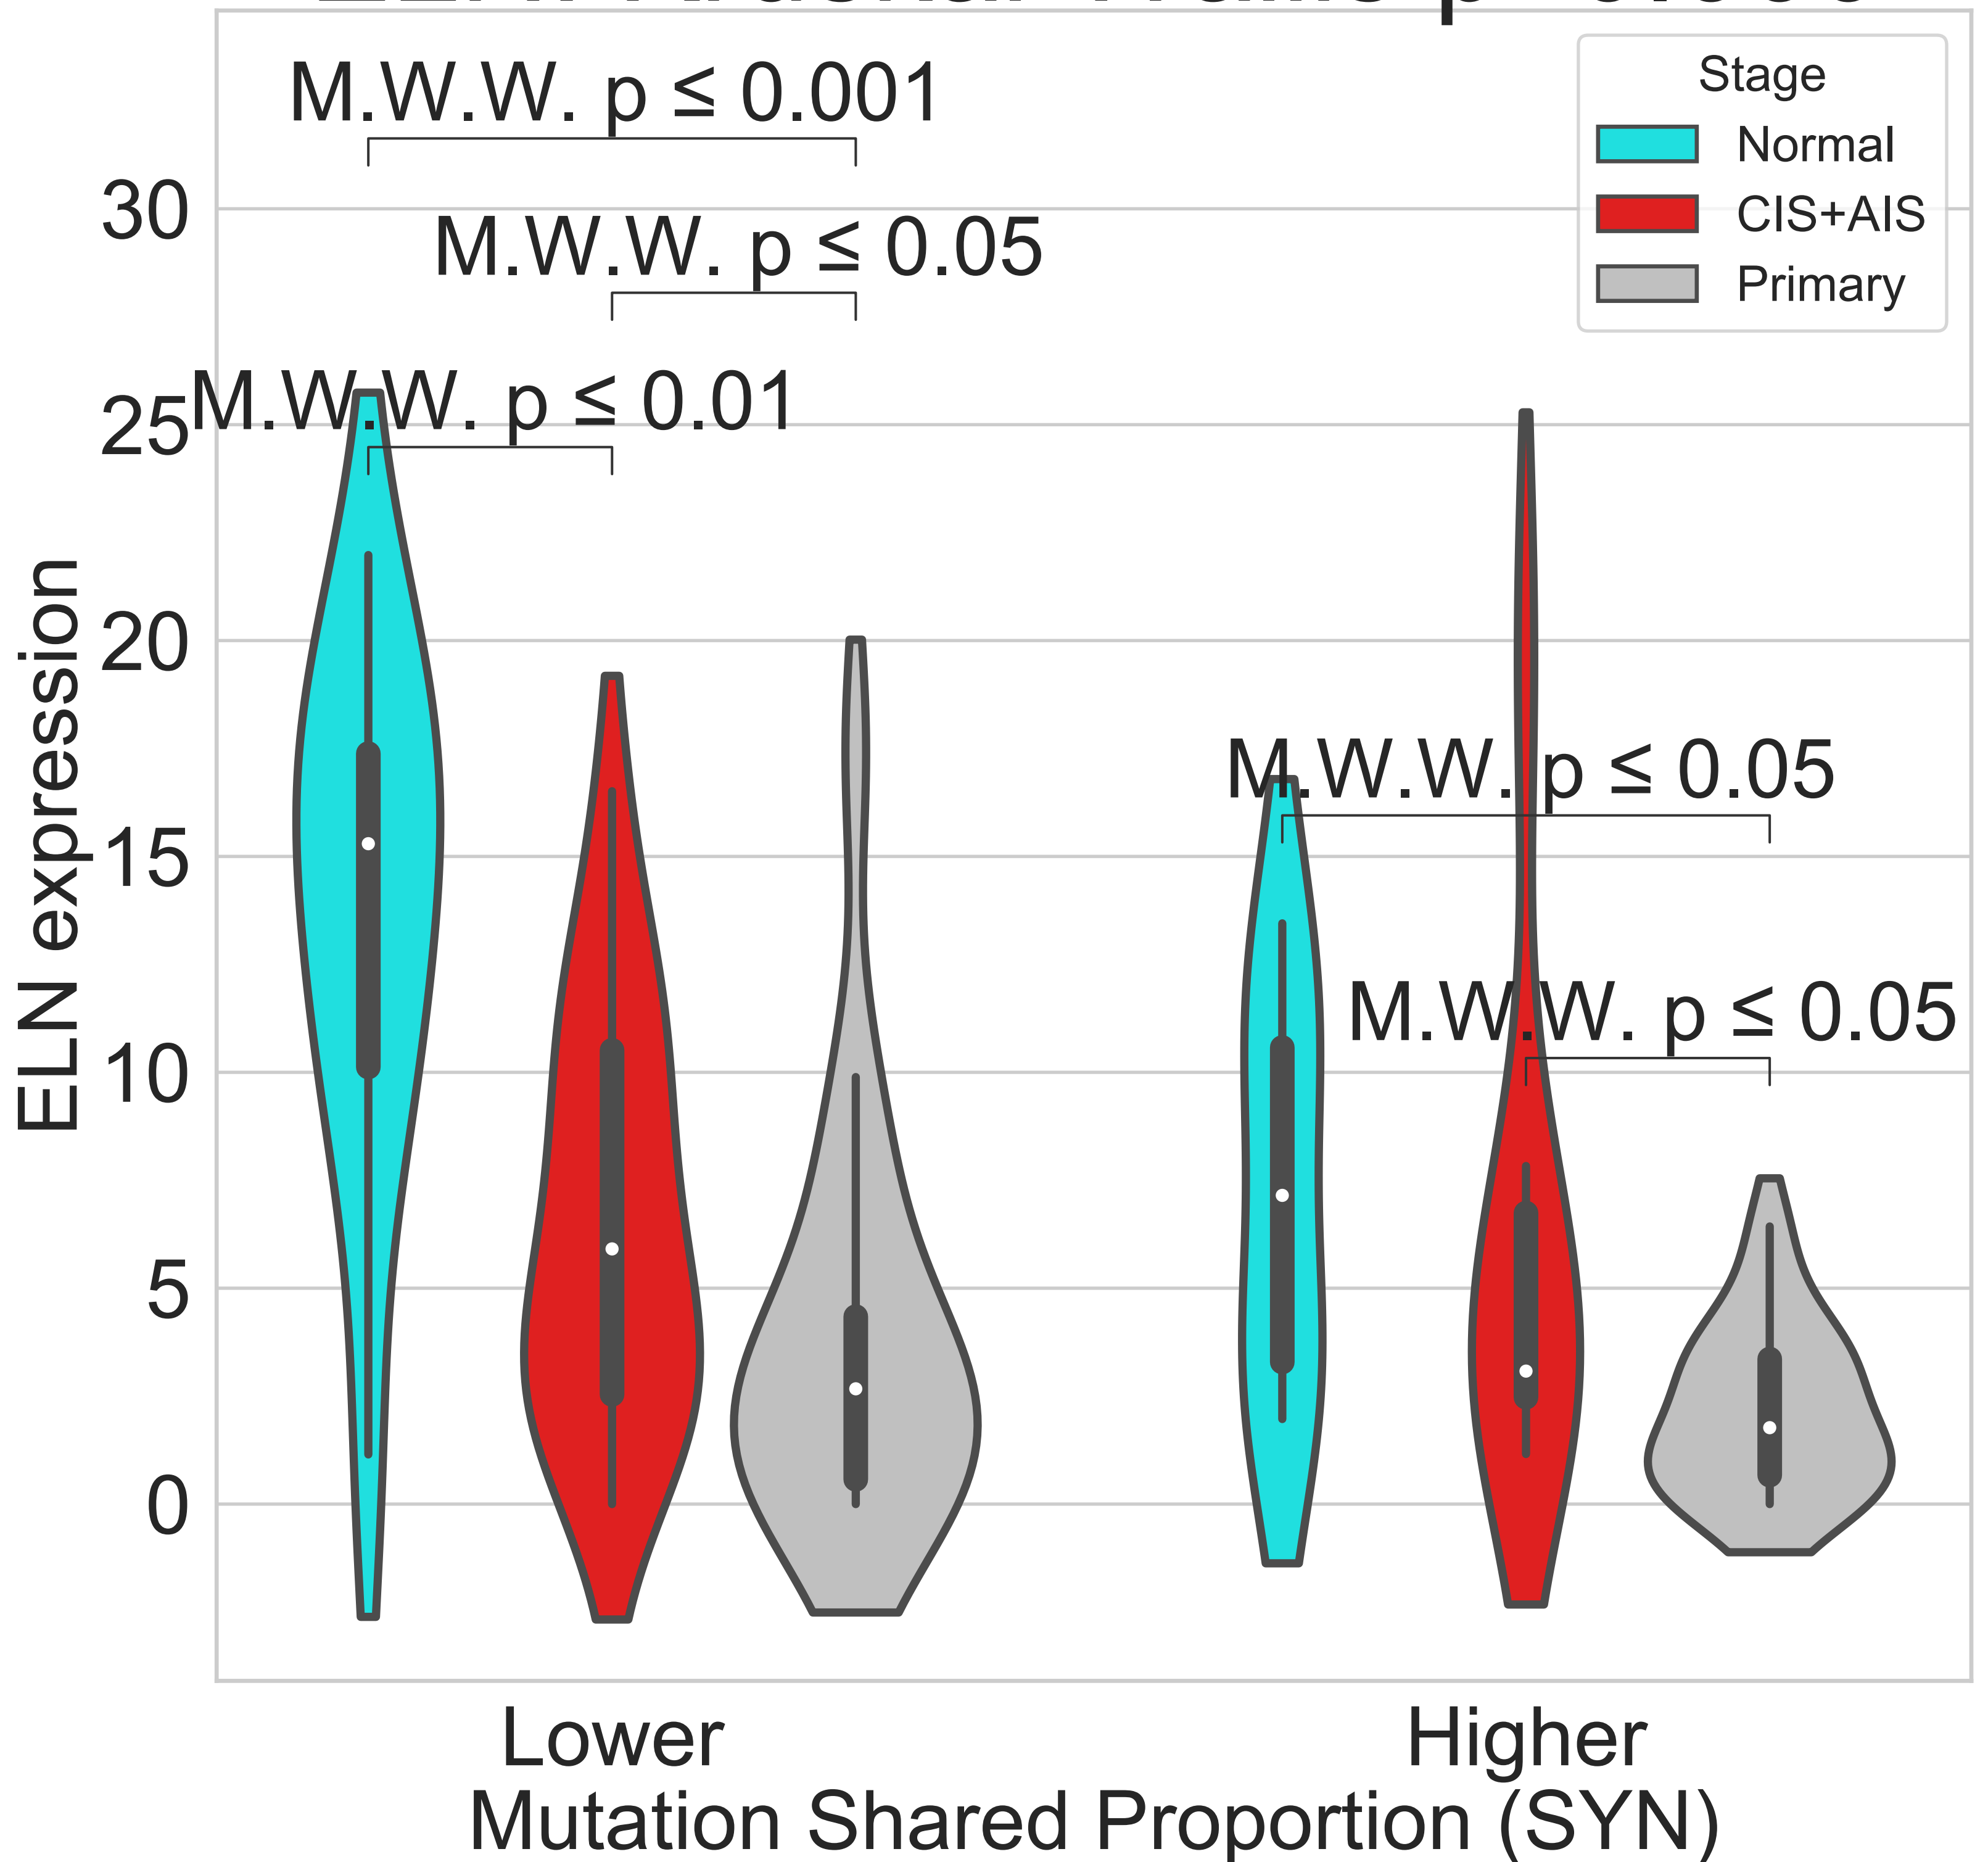 M.W.W. p ≤ 0.001
Stage
Normal
CIS+AIS
Primary
30
M.W.W. p ≤ 0.05
25
M.W.W. p ≤ 0.01
20
M.W.W. p ≤ 0.05
15
M.W.W. p ≤ 0.05
10
5
0
ELN expression
Lower
Higher
Mutation Shared Proportion (SYN)